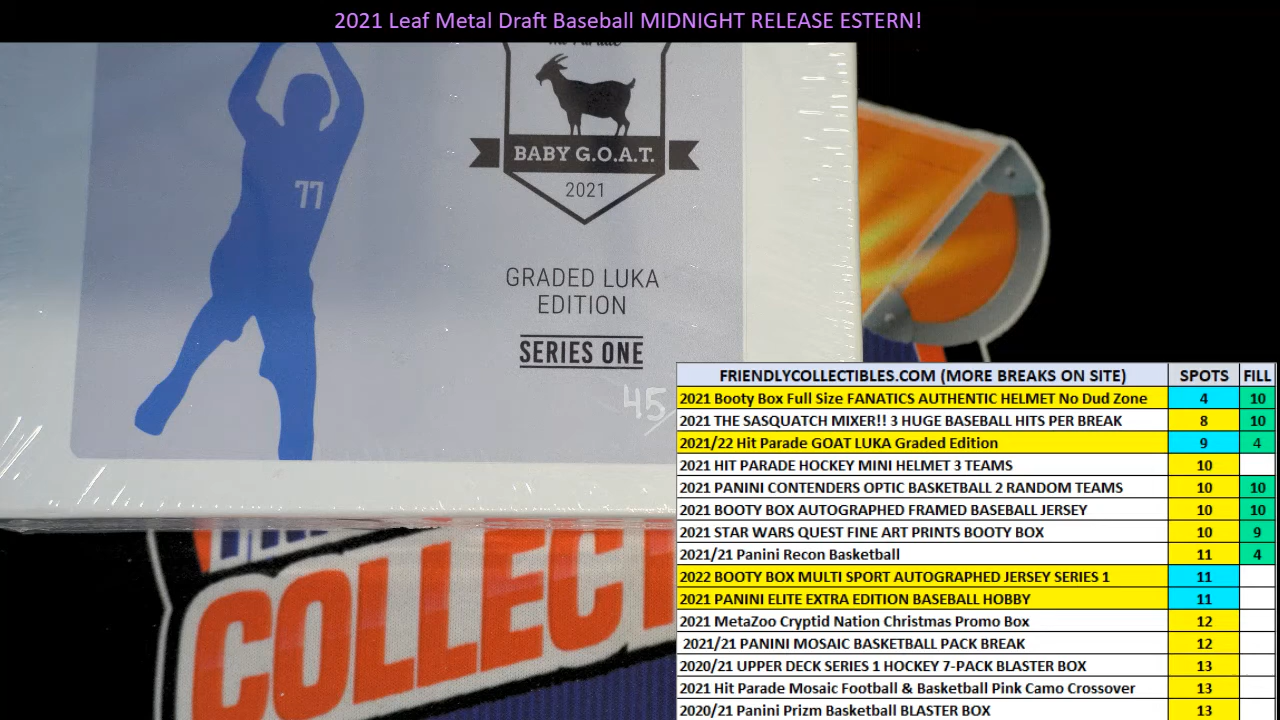 2021 Leaf Metal Draft Baseball MIDNIGHT RELEASE ESTERN!
BABY G.O.A.T.
2021
77
GRADED LUKA
EDITION
SERIES ONE
45
FRIENDLYCOLLECTIBLES.COM (MORE BREAKS ON SITE) SPOTS FILL
2021 Booty Box Full Size FANATICS AUTHENTIC HELMET No Dud Zone 4 10
2021 THE SASQUATCH MIXER!! 3 HUGE BASEBALL HITS PER BREAK 8 10
2021/22 Hit Parade GOAT LUKA Graded Edition 9 4
2021 HIT PARADE HOCKEY MINI HELMET 3 TEAMS 10
2021 PANINI CONTENDERS OPTIC BASKETBALL 2 RANDOM TEAMS 10 10
2021 BOOTY BOX AUTOGRAPHED FRAMED BASEBALL JERSEY 10 10
2021 STAR WARS QUEST FINE ART PRINTS BOOTY BOX 10 9
2021/21 Panini Recon Basketball 11 4
2022 BOOTY BOX MULTI SPORT AUTOGRAPHED JERSEY SERIES 1 11
2021 PANINI ELITE EXTRA EDITION BASEBALL HOBBY 11
2021 MetaZoo Cryptid Nation Christmas Promo Box 12
2021/21 PANINI MOSAIC BASKETBALL PACK BREAK 12
2020/21 UPPER DECK SERIES 1 HOCKEY 7-PACK BLASTER BOX 13
2021 Hit Parade Mosaic Football & Basketball Pink Camo Crossover 13
2020/21 Panini Prizm Basketball BLASTER BOX 13
COLLECT